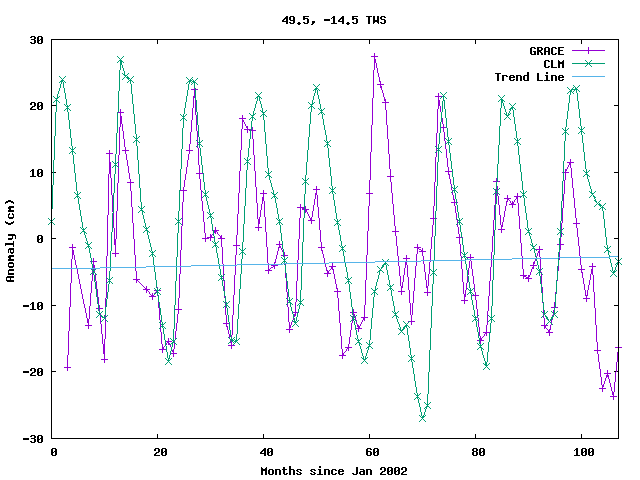 49.5, -14.5 TWS
GRACE
CLM
Trend Line
30
20
10
0
-10
-20
-30
Anomaly (cm)
0 20 40 60 80 100
Months since Jan 2002